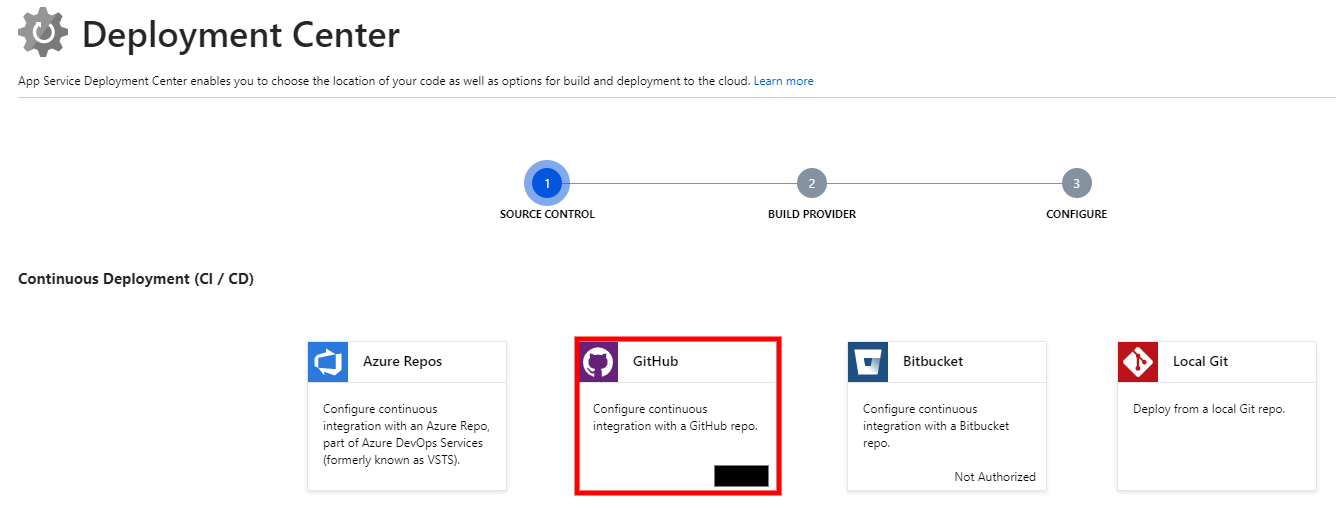 Deployment Center
App Service Deployment Center enables you to choose the location of your code as well as options for build and deployment to the cloud. Learn more
1
2
3
SOURCE CONTROL
BUILD PROVIDER
CONFIGURE
Continuous Deployment (CI / CD)
Azure Repos
Configure continuous
integration with an Azure Repo,
part of Azure DevOps Services
(formerly known as VSTS).
GitHub
Configure continuous
integration with a GitHub repo.
Bitbucket
Configure continuous
integration with a Bitbucket
repo.
Not Authorized
Local Git
Deploy from a local Git repo.